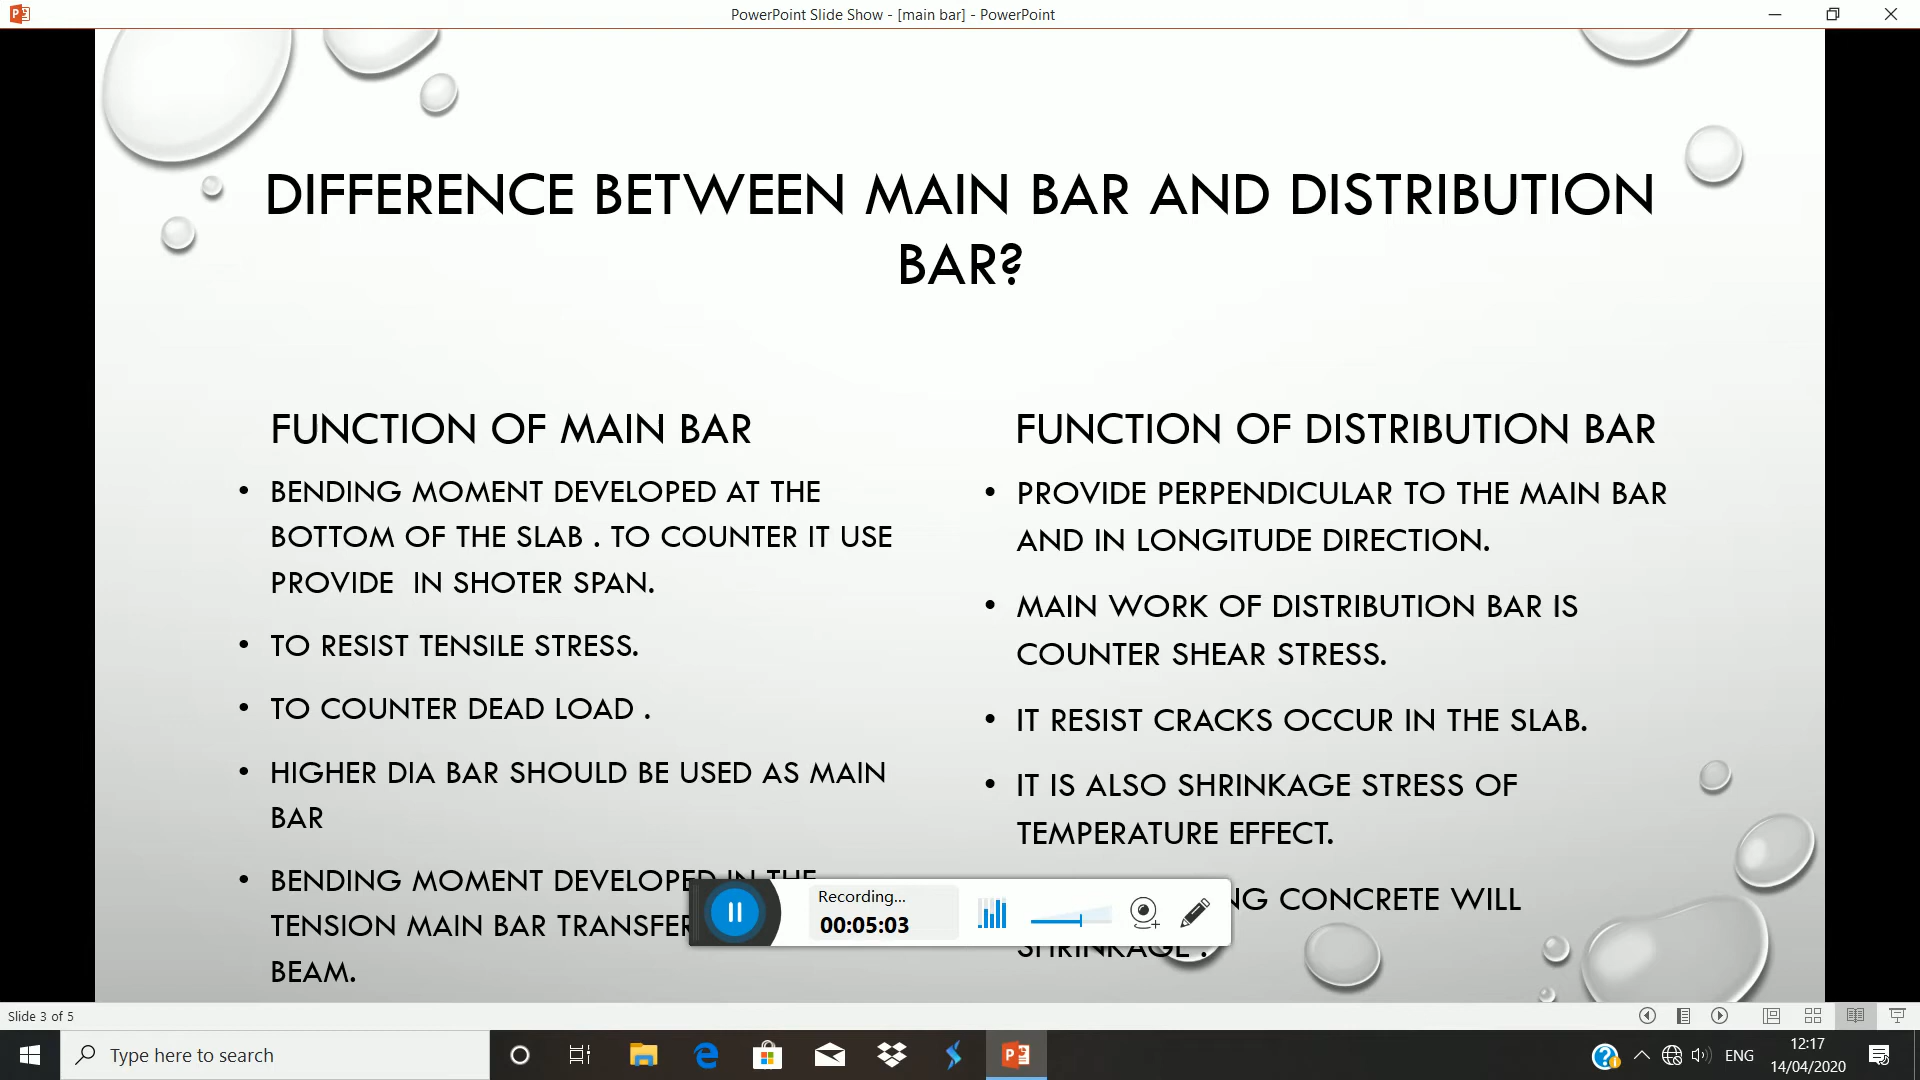 PowerPoint Slide Show - [main bar] - PowerPoint
DIFFERENCE BETWEEN MAIN BAR AND DISTRIBUTION
BAR?
FUNCTION OF MAIN BAR
• BENDING MOMENT DEVELOPED AT THE
BOTTOM OF THE SLAB . TO COUNTER IT USE
PROVIDE IN SHOTER SPAN.
• TO RESIST TENSILE STRESS.
• TO COUNTER DEAD LOAD .
• HIGHER DIA BAR SHOULD BE USED AS MAIN
BAR
• BENDING MOMENT DEVELOPED IN THE
TENSION MAIN BAR TRANSFER
BEAM.
FUNCTION OF DISTRIBUTION BAR
• PROVIDE PERPENDICULAR TO THE MAIN BAR
AND IN LONGITUDE DIRECTION.
• MAIN WORK OF DISTRIBUTION BAR IS
COUNTER SHEAR STRESS.
• IT RESIST CRACKS OCCUR IN THE SLAB.
• IT IS ALSO SHRINKAGE STRESS OF
TEMPERATURE EFFECT.
CONCRETE WILL
SHRINKAGE .
Recording...
00:05:03
Slide 3 of 5
Type here to search
ENG
12:17
14/04/2020